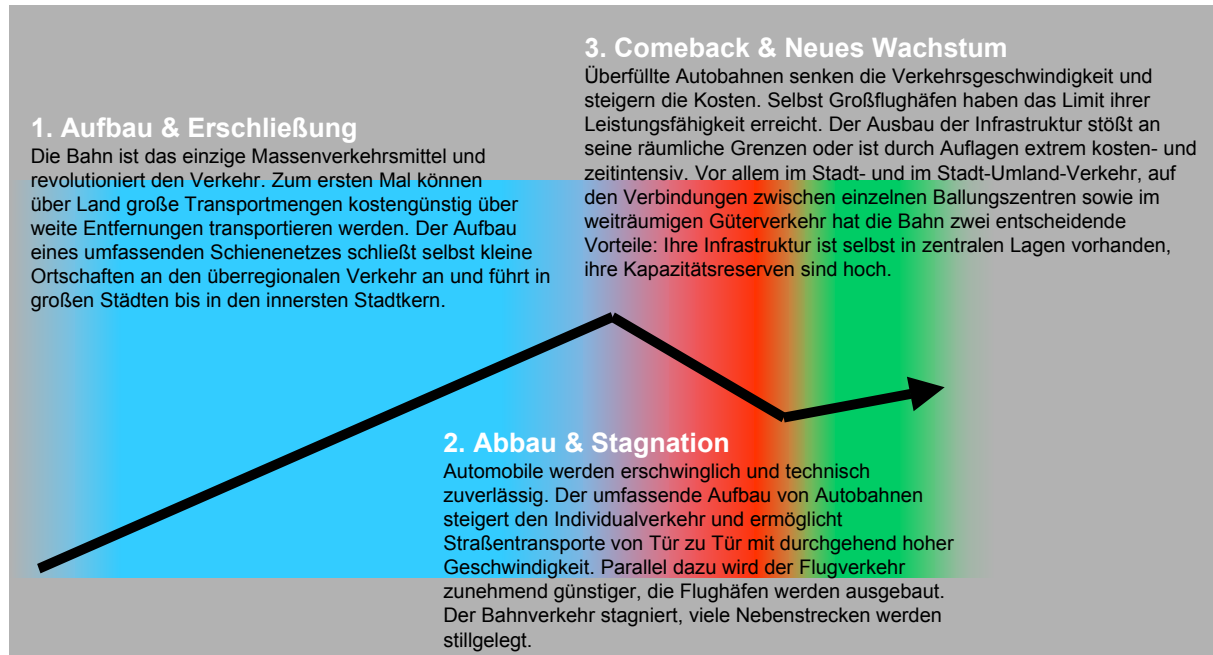 1. Aufbau & Erschließung
Die Bahn ist das einzige Massenverkehrsmittel und
revolutioniert den Verkehr. Zum ersten Mal können
über Land große Transportmengen kostengünstig über
weite Entfernungen transportieren werden. Der Aufbau
eines umfassenden Schienenetzes schließt selbst kleine
Ortschaften an den überregionalen Verkehr an und führt in
großen Städten bis in den innersten Stadtkern.
2. Abbau & Stagnation
Automobile werden erschwinglich und technisch
zuverlässig. Der umfassende Aufbau von Autobahnen
steigert den Individualverkehr und ermöglicht
Straßentransporte von Tür zu Tür mit durchgehend hoher
Geschwindigkeit. Parallel dazu wird der Flugverkehr
zunehmend günstiger, die Flughäfen werden ausgebaut.
Der Bahnverkehr stagniert, viele Nebenstrecken werden
stillgelegt.
3. Comeback & Neues Wachstum
Überfüllte Autobahnen senken die Verkehrsgeschwindigkeit und
steigern die Kosten. Selbst Großflughäfen haben das Limit ihrer
Leistungsfähigkeit erreicht. Der Ausbau der Infrastruktur stößt an
seine räumliche Grenzen oder ist durch Auflagen extrem kosten- und
zeitintensiv. Vor allem im Stadt- und im Stadt-Umland-Verkehr, auf
den Verbindungen zwischen einzelnen Ballungszentren sowie im
weiträumigen Güterverkehr hat die Bahn zwei entscheidende
Vorteile: Ihre Infrastruktur ist selbst in zentralen Lagen vorhanden,
ihre Kapazitätsreserven sind hoch.